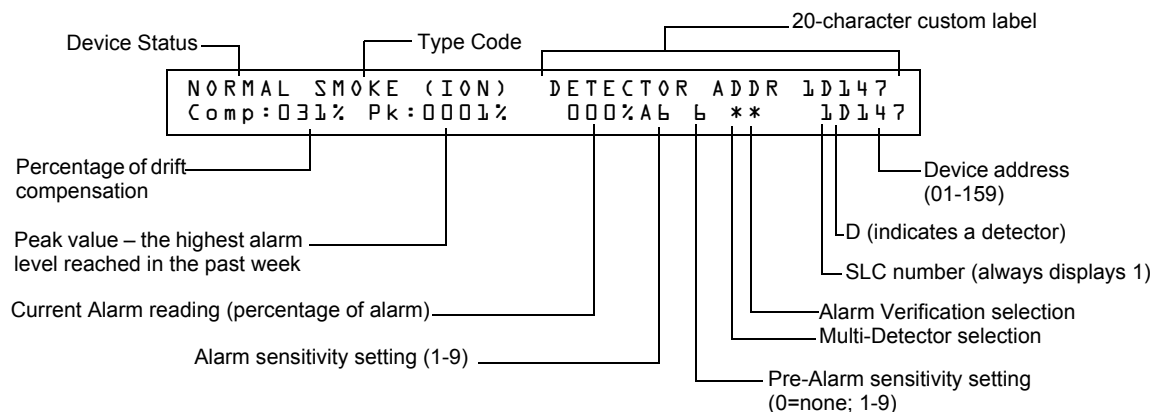 20-character custom label
Device Status
Type Code
NORMAL SMOKE (ION) DETECTOR ADDR 1D147
Comp:031% Pk:0001% 000%A6 6 ** 1D147
Percentage of drift
compensation
Device address
(01-159)
D (indicates a detector)
Peak value – the highest alarm
level reached in the past week
SLC number (always displays 1)
Current Alarm reading (percentage of alarm)
Alarm Verification selection
Multi-Detector selection
Alarm sensitivity setting (1-9)
Pre-Alarm sensitivity setting
(0=none; 1-9)